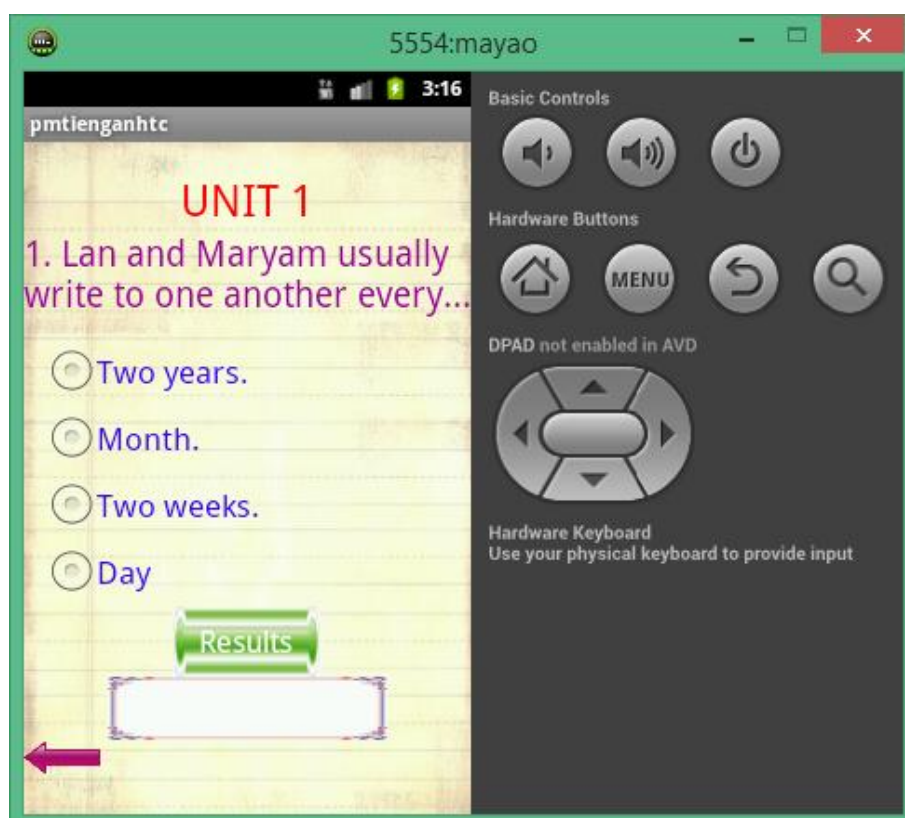 5554:mayao
3:16
pmtienganhtc
UNIT 1
1. Lan and Maryam usually
write to one another every...
Two years.
Month.
Two weeks.
Day
Results
Basic Controls
Hardware Buttons
MENU
DPAD not enabled in AVD
Hardware Keyboard
Use your physical keyboard to provide input